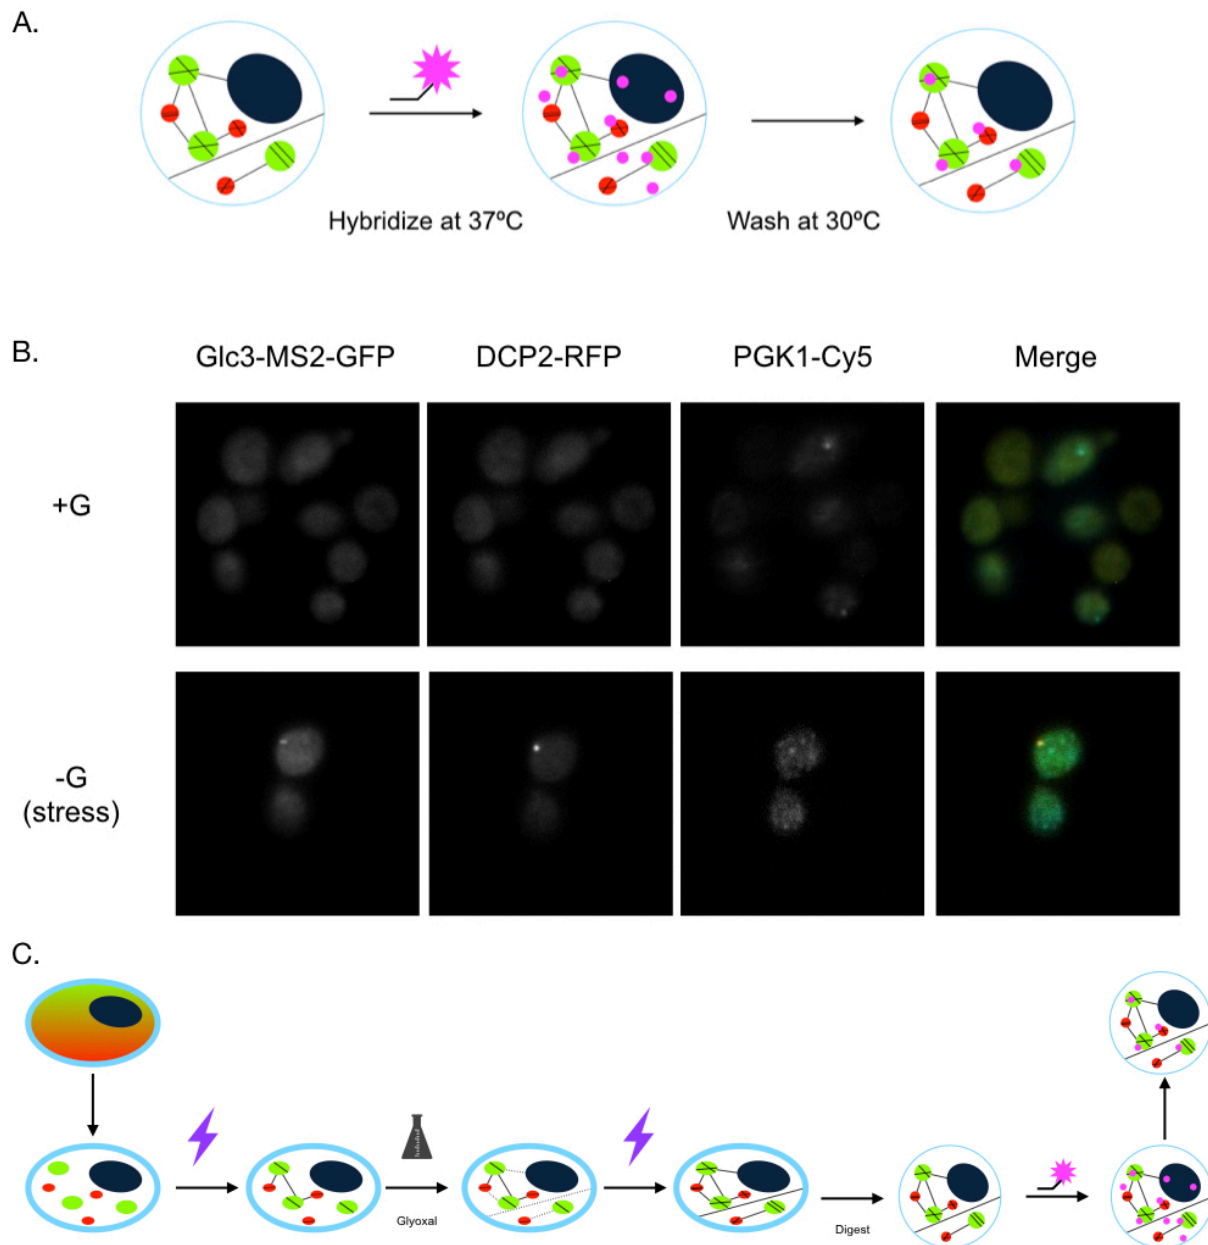 A.
Hybridize at 37ºC
Wash at 30ºC
B.
Glc3-MS2-GFP
DCP2-RFP
PGK1-Cy5
Merge
+G
-G
(stress)
C.
Glyoxal
Digest